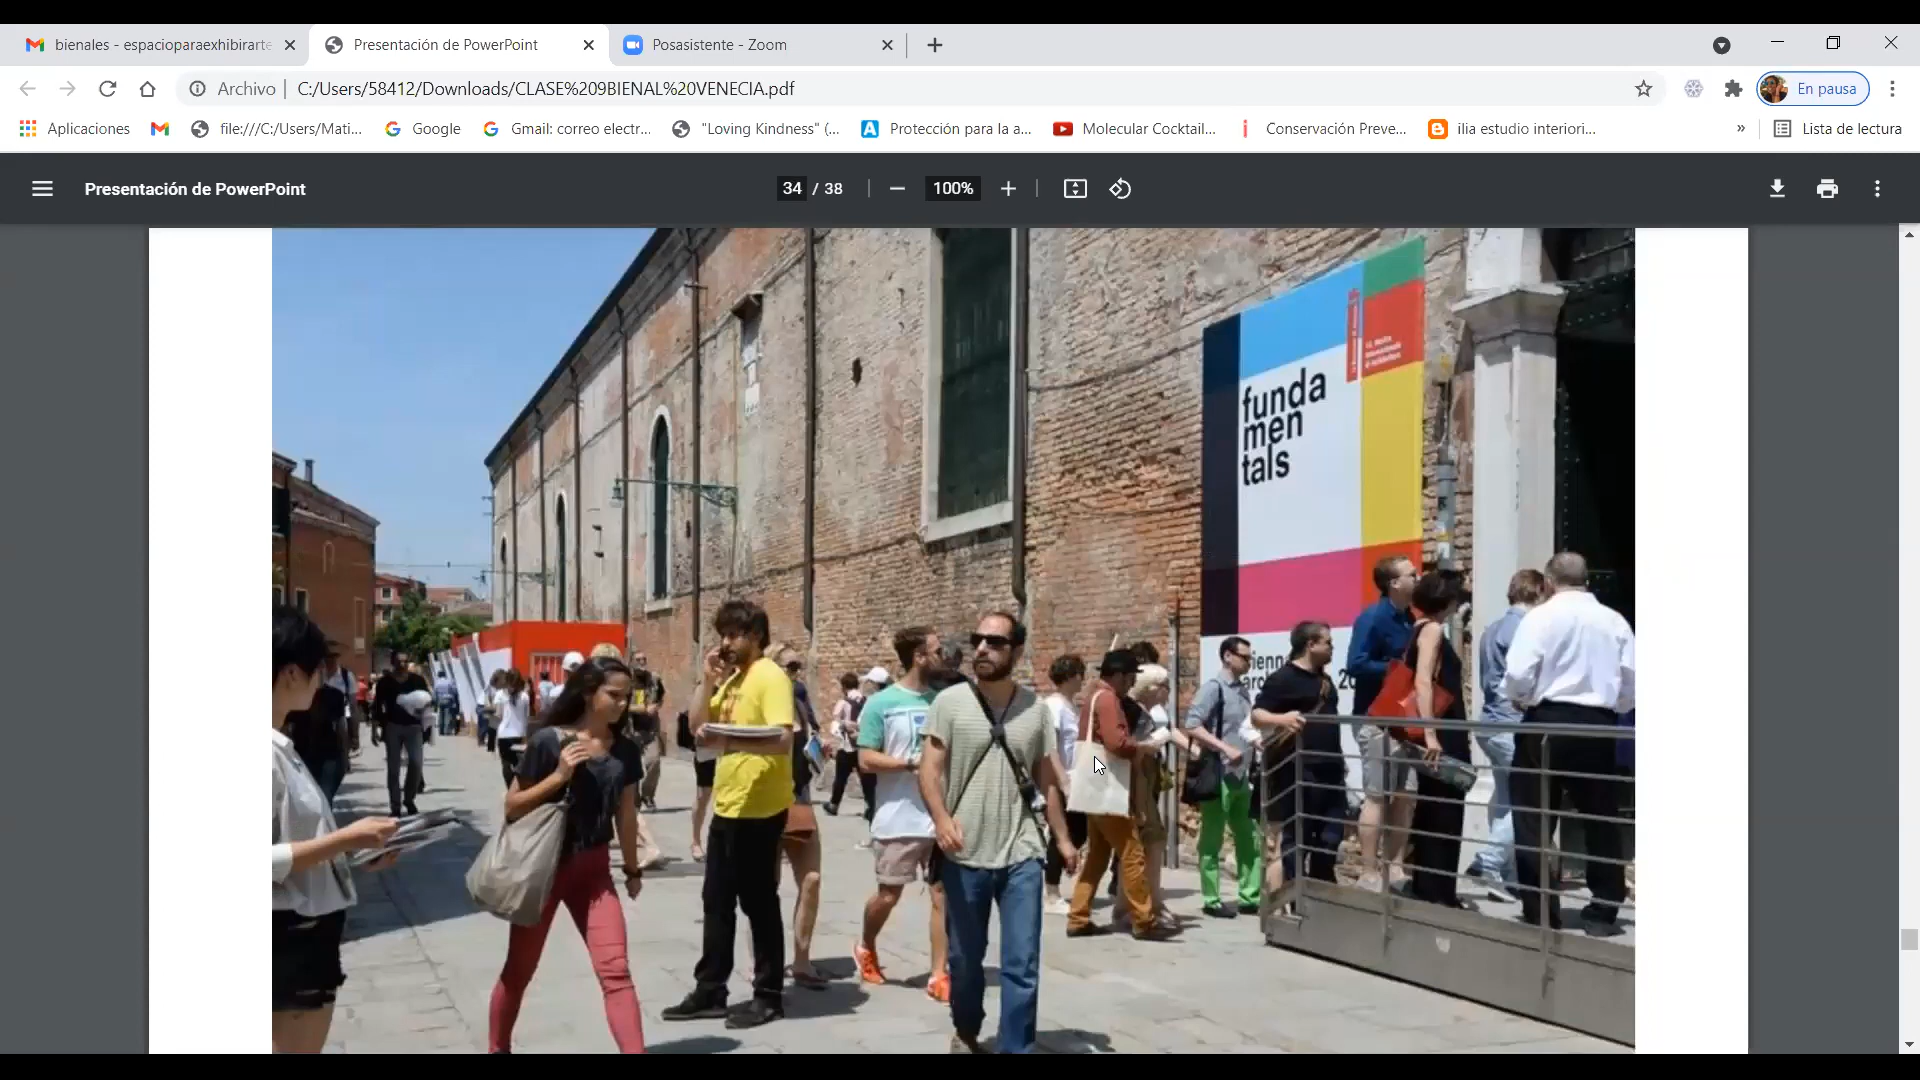 bienales - espacioparaexhibirarte
Presentación de PowerPoint
Posasistente - Zoom
Archivo
C:/Users/58412/Downloads/CLASE%209BIENAL%20VENECIA.pdf
En pausa
Aplicaciones
file:///C:/Users/Mati...
Google
Gmail: correo electr...
"Loving Kindness" (...
Protección para la a...
Molecular Cocktail...
Conservación Preve...
ilia estudio interiori...
»
Lista de lectura
Presentación de PowerPoint
34 / 38
100%
funda
men
tals